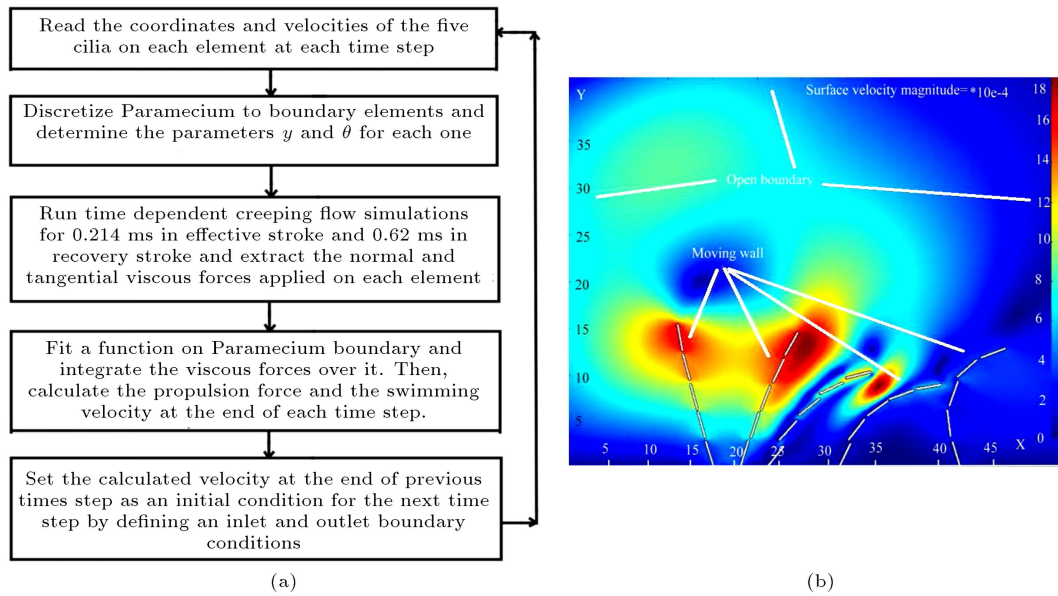 Read the coordinates and velocities of the five
cilia on each element at each time step
Discretize Paramecium to boundary elements and
determine the parameters y and θ for each one
Run time dependent creeping flow simulations
for 0.214 ms in effective stroke and 0.62 ms in
recovery stroke and extract the normal and
tangential viscous forces applied on each element
Fit a function on Paramecium boundary and
integrate the viscous forces over it. Then,
calculate the propulsion force and the swimming
velocity at the end of each time step.
Set the calculated velocity at the end of previous
times step as an initial condition for the next time
step by defining an inlet and outlet boundary
conditions
(a)
Y
Surface velocity magnitude=*10e-4
Open boundary
Moving wall
35
30
25
20
15
10
5
5 10 15 20 25 30 35 40 45 X
18
16
14
12
10
8
6
4
2
0
(b)